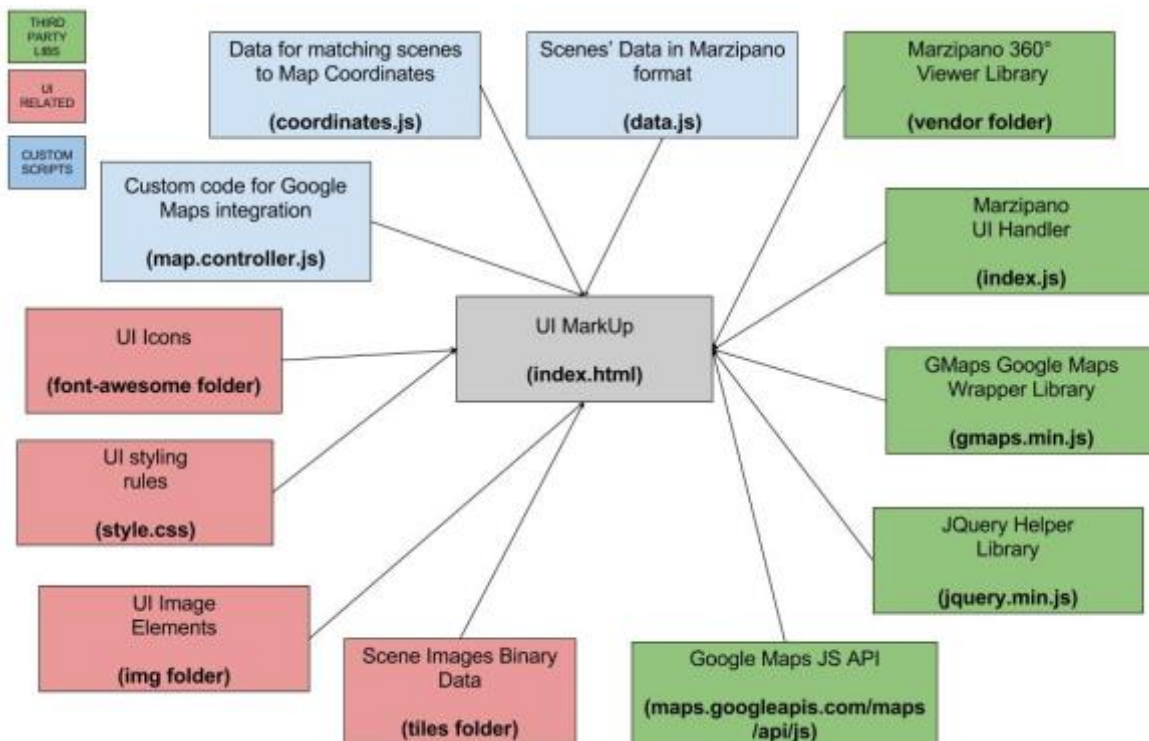 THIRD
PARTY
LIBS
UI
RELATED
CUSTOM
SCRIPTS
Data for matching scenes
to Map Coordinates
(coordinates.js)
Scenes' Data in Marzipano
format
(data.js)
Marzipano 360°
Viewer Library
(vendor folder)
Custom code for Google
Maps integration
(map.controller.js)
Marzipano
UI Handler
(index.js)
UI MarkUp
(index.html)
UI Icons
(font-awesome folder)
GMaps Google Maps
Wrapper Library
(gmaps.min.js)
UI styling
rules
(style.css)
JQuery Helper
Library
(jquery.min.js)
UI Image
Elements
(img folder)
Scene Images Binary
Data
(tiles folder)
Google Maps JS API
(maps.googleapis.com/maps
/api/js)